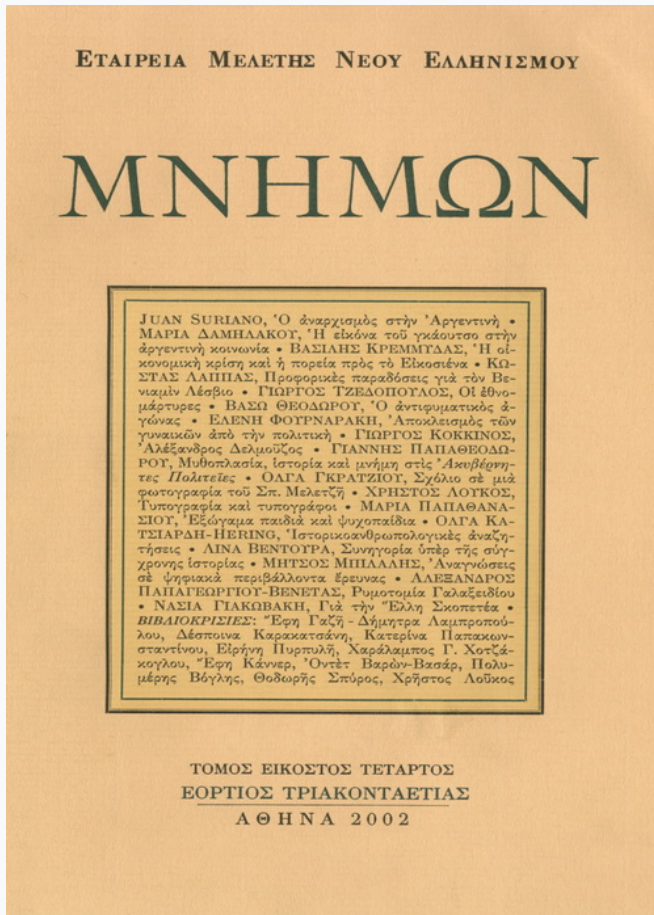 ΕΤΑΙΡΕΙΑ ΜΕΛΕΤΗΣ ΝΕΟΥ ΕΛΛΗΝΙΣΜΟΥ
ΜΝΗΜΩΝ
JUAN SURIANO, Ὁ ἀναρχισμὸς στὴν Ἀργεντινὴ •
ΜΑΡΙΑ ΔΑΜΗΛΑΚΟΥ, Ἡ εἰκόνα τοῦ γκάουτσο στὴν
ἀργεντινὴ κοινωνία • ΒΑΣΙΛΗΣ ΚΡΕΜΜΥΔΑΣ, Ἡ οἰ-
κονομικὴ κρίση καὶ ἡ πορεία πρὸς τὸ Εἰκοσιένα • ΚΩ-
ΣΤΑΣ ΛΑΠΠΑΣ, Προφορικὲς παραδόσεις γιὰ τὸν Βε-
νιαμὶν Λέσβιο • ΓΙΩΡΓΟΣ ΤΖΕΔΟΠΟΥΛΟΣ, Οἱ ἐθνο-
μάρτυρες • ΒΑΣΩ ΘΕΟΔΩΡΟΥ, Ὁ ἀντιφυματικὸς ἀ-
γώνας • ΕΛΕΝΗ ΦΟΥΡΝΑΡΑΚΗ, Ἀποκλεισμὸς τῶν
γυναικῶν ἀπὸ τὴν πολιτικὴ • ΓΙΩΡΓΟΣ ΚΟΚΚΙΝΟΣ,
Ἀλέξανδρος Δελμοῦζος • ΓΙΑΝΝΗΣ ΠΑΠΑΘΕΟΔΩ-
ΡΟΥ, Μυθοπλασία, ἱστορία καὶ μνήμη στὶς Ἀκυβέρνη-
τες Πολιτεῖες • ΟΛΓΑ ΓΚΡΑΤΖΙΟΥ, Σχόλιο σὲ μιὰ
φωτογραφία τοῦ Σπ. Μελετζῆ • ΧΡΗΣΤΟΣ ΛΟΥΚΟΣ,
Τυπογραφία καὶ τυπογράφοι • ΜΑΡΙΑ ΠΑΠΑΘΑΝΑ-
ΣΙΟΥ, Ἐξώγαμα παιδιὰ καὶ ψυχοπαίδια • ΟΛΓΑ ΚΑ-
ΤΣΙΑΡΔΗ-HERING, Ἱστορικοανθρωπολογικὲς ἀναζη-
τήσεις • ΛΙΝΑ ΒΕΝΤΟΥΡΑ, Συνηγορία ὑπὲρ τῆς σύγ-
χρονης ἱστορίας • ΜΗΤΣΟΣ ΜΠΙΛΑΛΗΣ, Ἀναγνώσεις
σὲ ψηφιακὰ περιβάλλοντα ἔρευνας • ΑΛΕΞΑΝΔΡΟΣ
ΠΑΠΑΓΕΩΡΓΙΟΥ-ΒΕΝΕΤΑΣ, Ρυμοτομία Γαλαξειδίου
• ΝΑΣΙΑ ΓΙΑΚΩΒΑΚΗ, Γιὰ τὴν Ἕλλη Σκοπετέα •
ΒΙΒΛΙΟΚΡΙΣΙΕΣ: Ἔφη Γαζῆ - Δήμητρα Λαμπροπού-
λου, Δέσποινα Καρακατσάνη, Κατερίνα Παπακων-
σταντίνου, Εἰρήνη Πυρπυλῆ, Χαράλαμπος Γ. Χοτζά-
κογλου, Ἔφη Κάννερ, Ὀντὲτ Βαρὼν-Βασάρ, Πολυ-
μέρης Βόγλης, Θοδωρῆς Σπύρος, Χρῆστος Λοῦκος
ΤΟΜΟΣ ΕΙΚΟΣΤΟΣ ΤΕΤΑΡΤΟΣ
ΕΟΡΤΙΟΣ ΤΡΙΑΚΟΝΤΑΕΤΙΑΣ
ΑΘΗΝΑ 2002